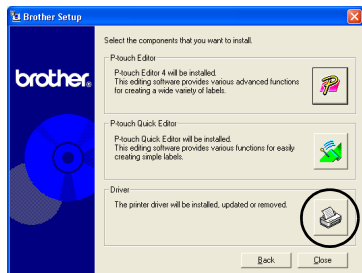 Brother Setup
Select the components that you want to install.
brother.
P-touch Editor
P-touch Editor 4 will be installed.
This editing software provides various advanced functions
for creating a wide variety of labels.
P-touch Quick Editor
P-touch Quick Editor will be installed.
This editing software provides various functions for easily
creating simple labels.
Driver
The printer driver will be installed, updated or removed.
Back
Close